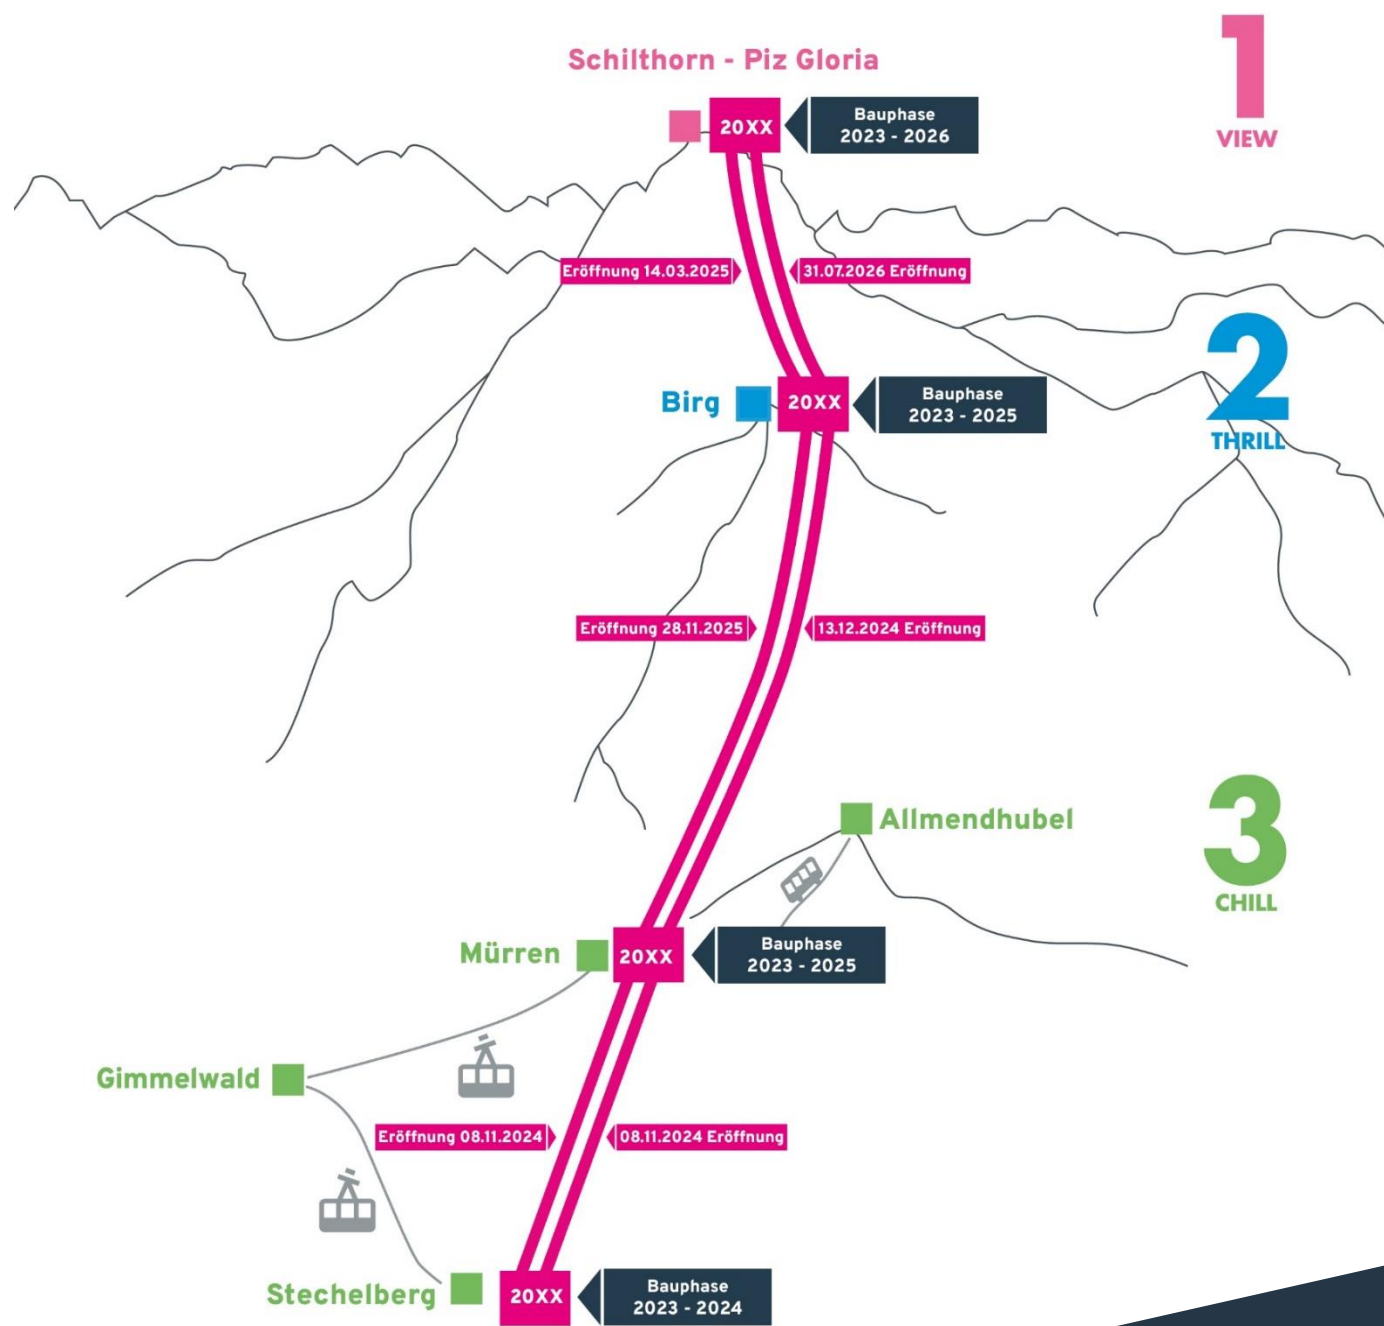 1
VIEW
Schilthorn - Piz Gloria
20XX
Bauphase
2023 - 2026
Eröffnung 14.03.2025
31.07.2026 Eröffnung
2
THRILL
Birg
20XX
Bauphase
2023 - 2025
Eröffnung 28.11.2025
13.12.2024 Eröffnung
3
CHILL
Allmendhubel
Mürren
20XX
Bauphase
2023 - 2025
Gimmelwald
Eröffnung 08.11.2024
08.11.2024 Eröffnung
Stechelberg
20XX
Bauphase
2023 - 2024